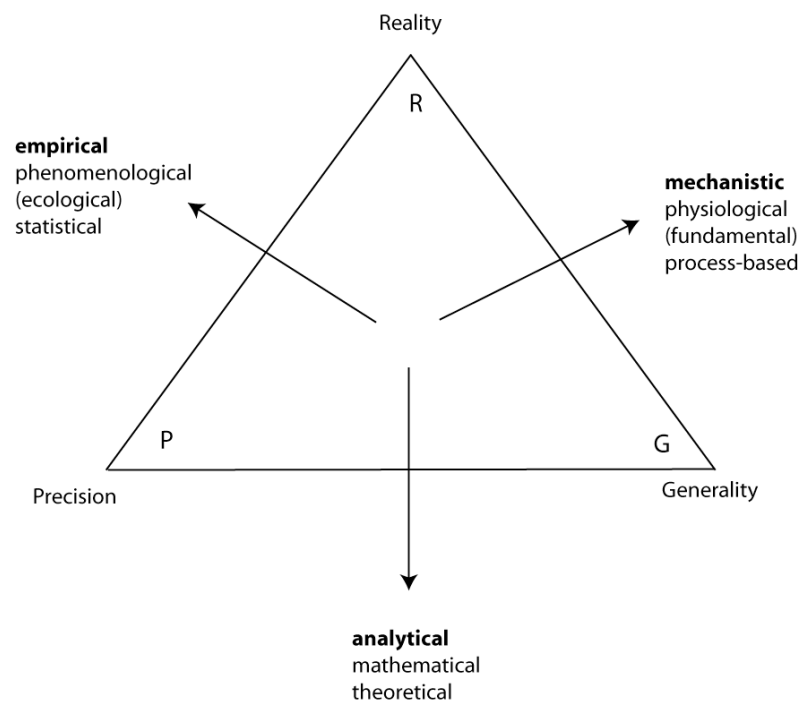 Reality
R
empirical
phenomenological
(ecological)
statistical
mechanistic
physiological
(fundamental)
process-based
P
G
Precision
Generality
analytical
mathematical
theoretical